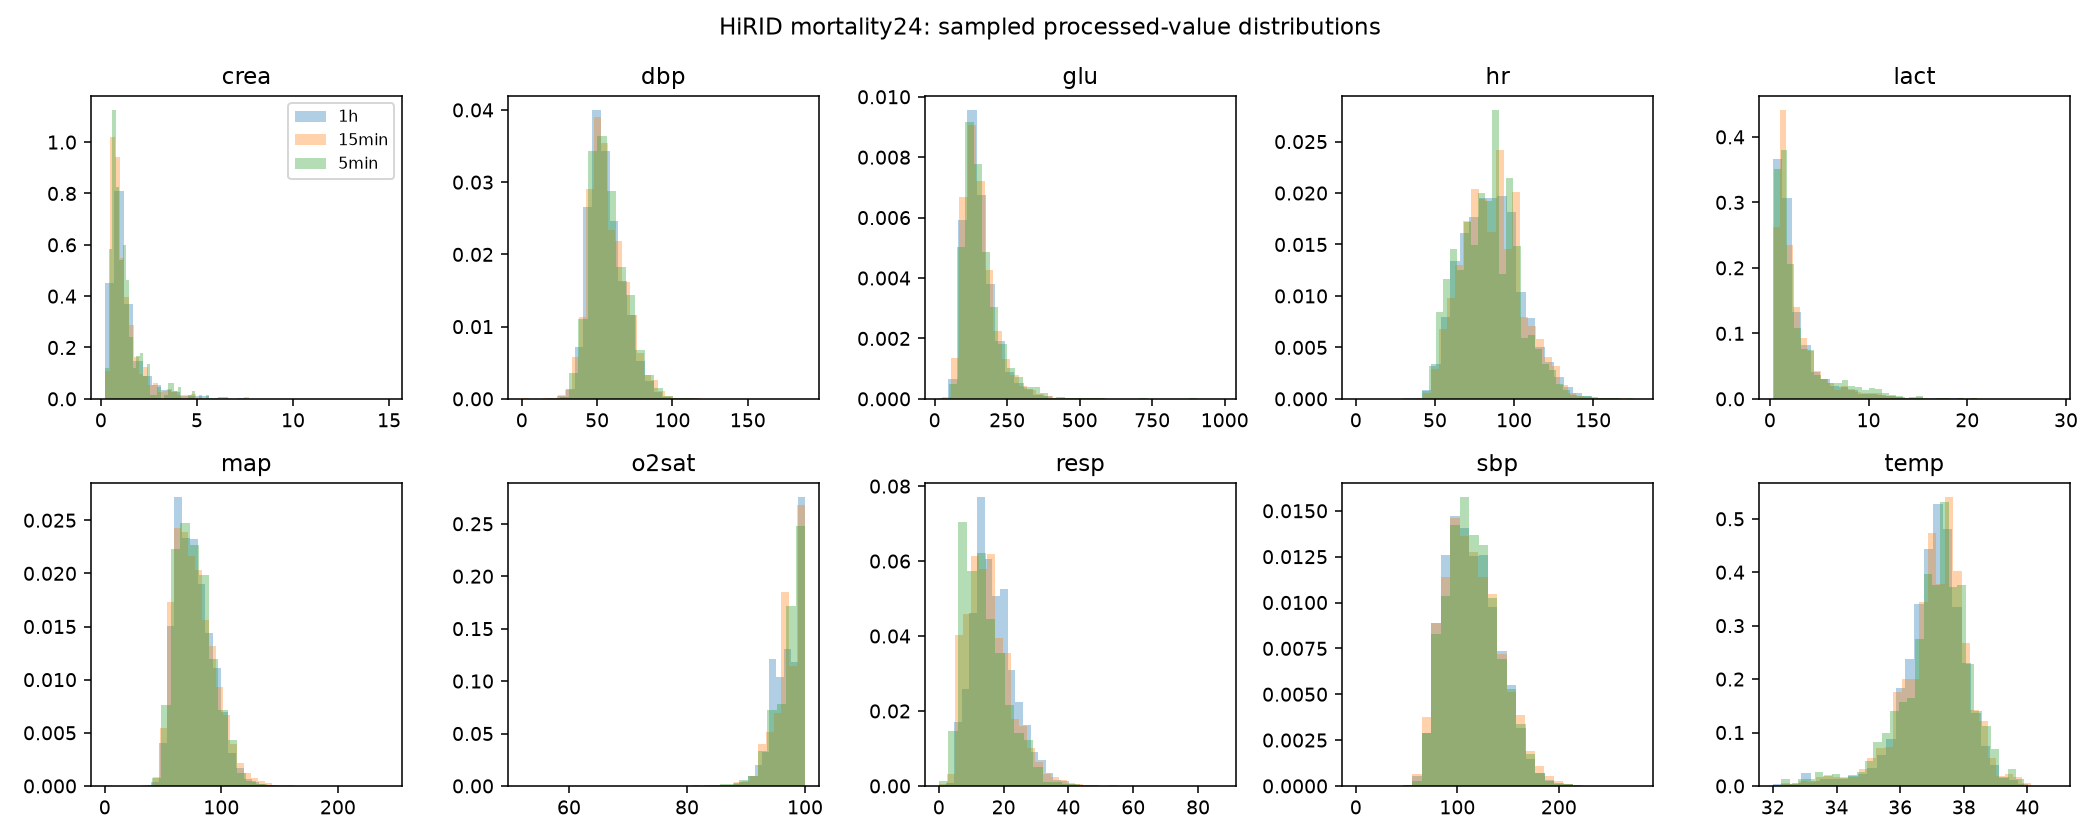 HiRID mortality24: sampled processed-value distributions
crea
dbp
glu
hr
lact
1h
15min
5min
1.0
0.8
0.6
0.4
0.2
0.0
0 5 10 15
0.04
0.03
0.02
0.01
0.00
0 50 100 150
0.010
0.008
0.006
0.004
0.002
0.000
0 250 500 750 1000
0.025
0.020
0.015
0.010
0.005
0.000
0 50 100 150
0.4
0.3
0.2
0.1
0.0
0 10 20 30
map
o2sat
resp
sbp
temp
0.025
0.020
0.015
0.010
0.005
0.000
0 100 200
0.25
0.20
0.15
0.10
0.05
0.00
60 80 100
0.08
0.06
0.04
0.02
0.00
0 20 40 60 80
0.0150
0.0125
0.0100
0.0075
0.0050
0.0025
0.0000
0 100 200
0.5
0.4
0.3
0.2
0.1
0.0
32 34 36 38 40